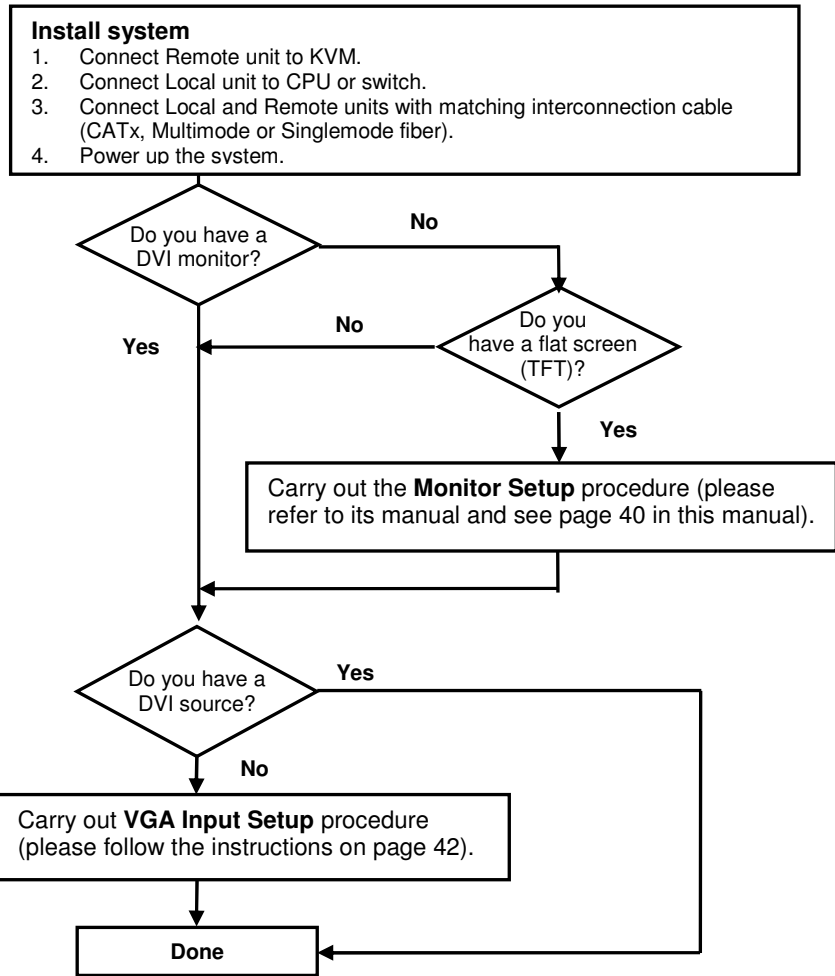 Install system
1. Connect Remote unit to KVM.
2. Connect Local unit to CPU or switch.
3. Connect Local and Remote units with matching interconnection cable
(CATx, Multimode or Singlemode fiber).
4. Power up the system.
Do you have a
DVI monitor?
No
Do you
have a flat screen
(TFT)?
No
Yes
Yes
Carry out the Monitor Setup procedure (please
refer to its manual and see page 40 in this manual).
Do you have a
DVI source?
Yes
No
Carry out VGA Input Setup procedure
(please follow the instructions on page 42).
Done